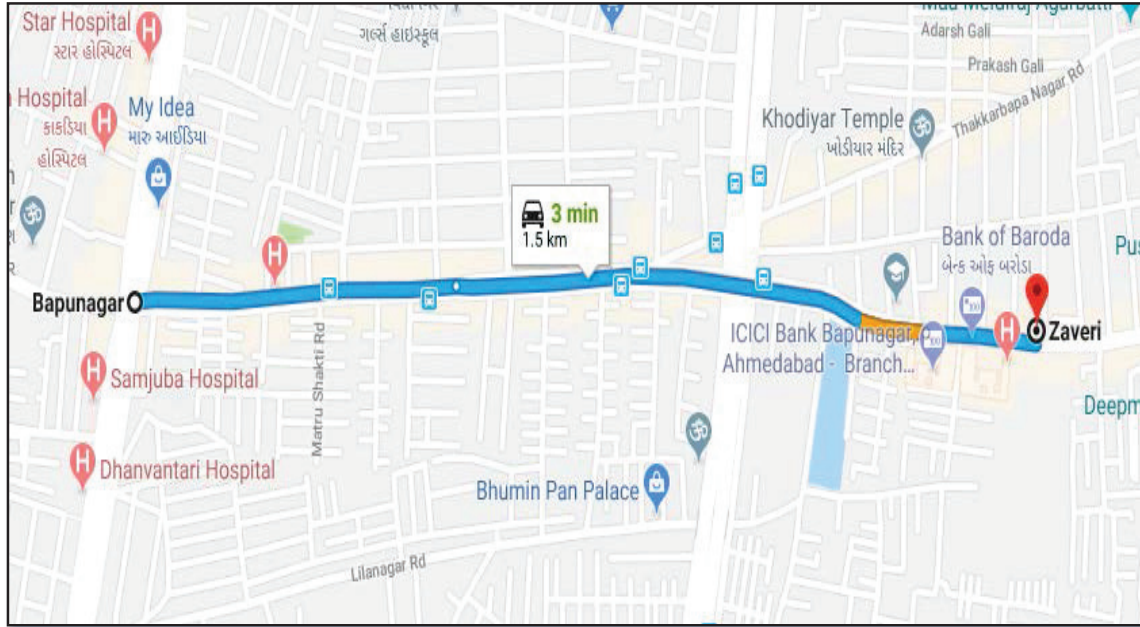 Star Hospital
સ્ટાર હોસ્પિટલ
ગર્લ્સ હાઇસ્કૂલ
Adarsh Gali
Prakash Gali
Hospital
કાકડિયા
હોસ્પિટલ
My Idea
મારુ આઈડિયા
Khodiyar Temple
ખોડીયાર મંદિર
Thakkarbapa Nagar Rd
3 min
1.5 km
Bank of Baroda
બેન્ક ઓફ બરોડા
Bapunagar
Zaveri
ICICI Bank Bapunagar,
Ahmedabad - Branch...
Matru Shakti Rd
Samjuba Hospital
Dhanvantari Hospital
Bhumin Pan Palace
Lilanagar Rd
H
H
H
H
H
H